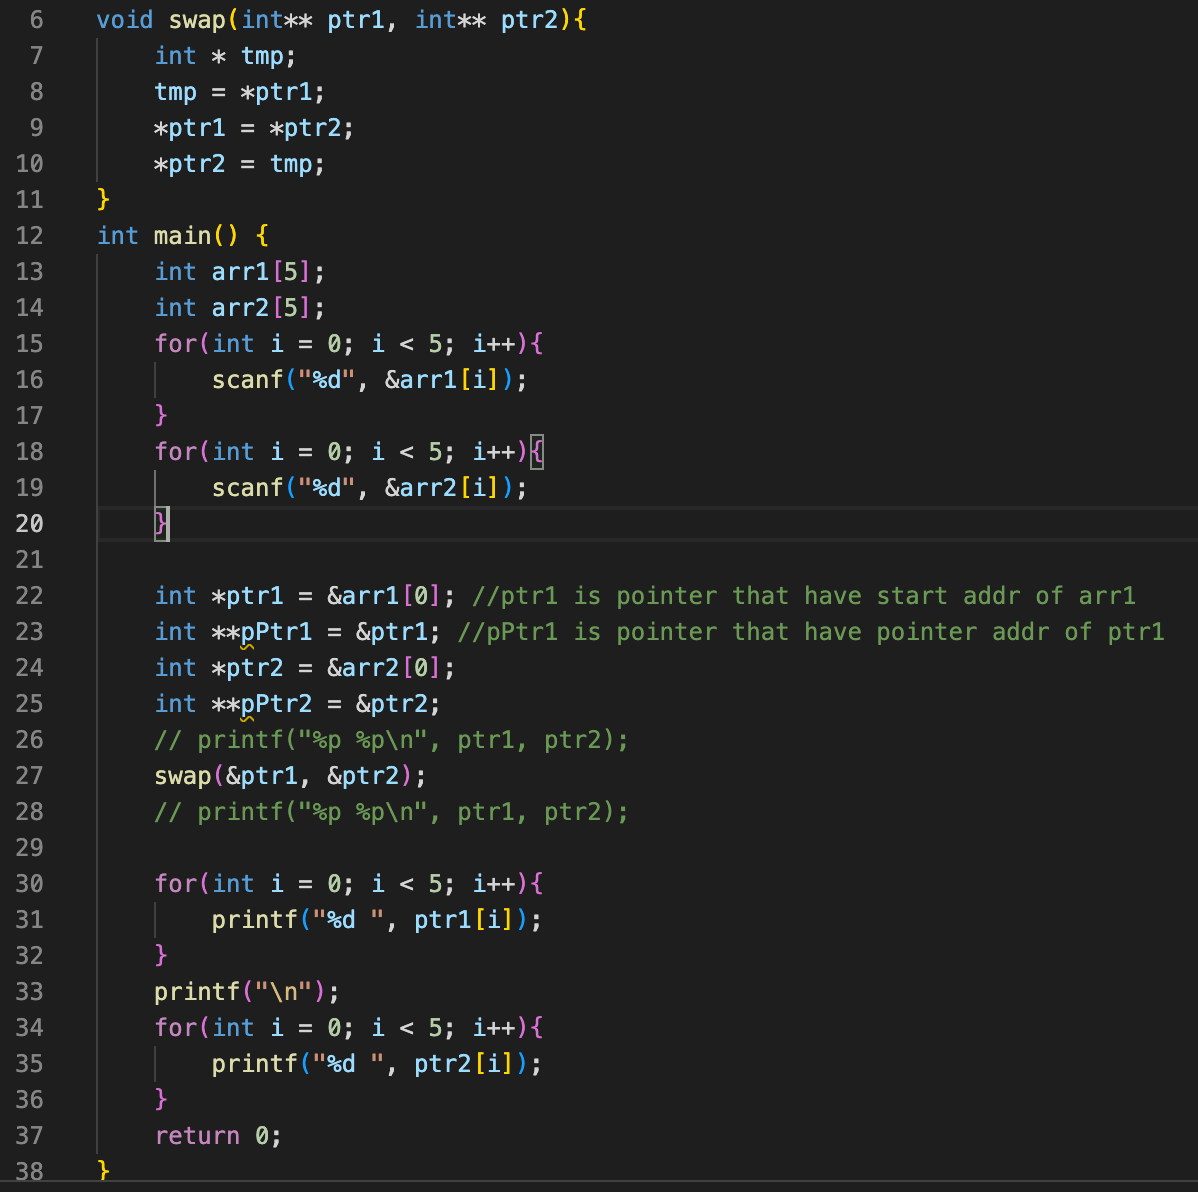 6 void swap(int** ptr1, int** ptr2){
7 int * tmp;
8 tmp = *ptr1;
9 *ptr1 = *ptr2;
10 *ptr2 = tmp;
11 }
12 int main() {
13 int arr1[5];
14 int arr2[5];
15 for(int i = 0; i < 5; i++){
16 scanf("%d", &arr1[i]);
17 }
18 for(int i = 0; i < 5; i++){
19 scanf("%d", &arr2[i]);
20 }
21
22 int *ptr1 = &arr1[0]; //ptr1 is pointer that have start addr of arr1
23 int **pPtr1 = &ptr1; //pPtr1 is pointer that have pointer addr of ptr1
24 int *ptr2 = &arr2[0];
25 int **pPtr2 = &ptr2;
26 // printf("%p %p\n", ptr1, ptr2);
27 swap(&ptr1, &ptr2);
28 // printf("%p %p\n", ptr1, ptr2);
29
30 for(int i = 0; i < 5; i++){
31 printf("%d ", ptr1[i]);
32 }
33 printf("\n");
34 for(int i = 0; i < 5; i++){
35 printf("%d ", ptr2[i]);
36 }
37 return 0;
38 }